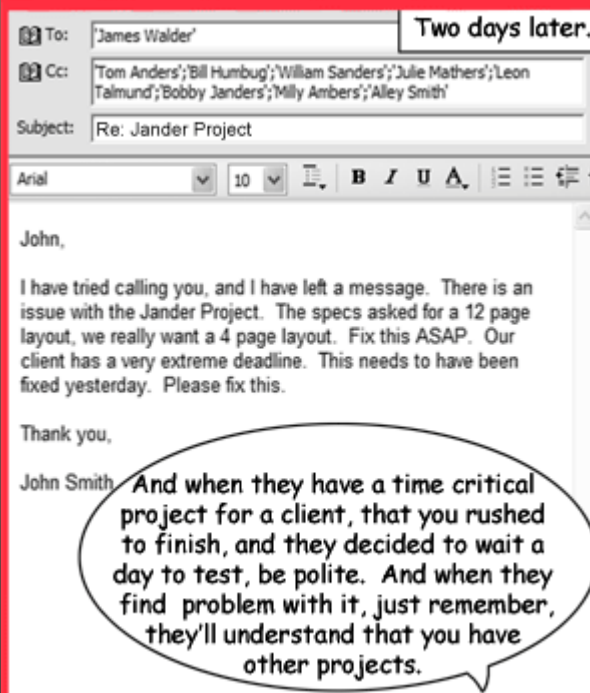 Two days later.
To: 'James Walder'
Cc: 'Tom Anders';'Bill Humbug';'William Sanders';'Julie Mathers';'Leon
Talmund';'Bobby Janders';'Milly Ambers';'Alley Smith'
Subject: Re: Jander Project
Arial 10 B I U A
John,
I have tried calling you, and I have left a message. There is an
issue with the Jander Project. The specs asked for a 12 page
layout, we really want a 4 page layout. Fix this ASAP. Our
client has a very extreme deadline. This needs to have been
fixed yesterday. Please fix this.
Thank you,
John Smith
And when they have a time critical
project for a client, that you rushed
to finish, and they decided to wait a
day to test, be polite. And when they
find problem with it, just remember,
they'll understand that you have
other projects.